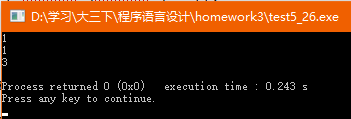 D:\学习\大三下\程序语言设计\homework3\test5_26.exe
1
1
3
Process returned 0 (0x0)   execution time : 0.243 s
Press any key to continue.